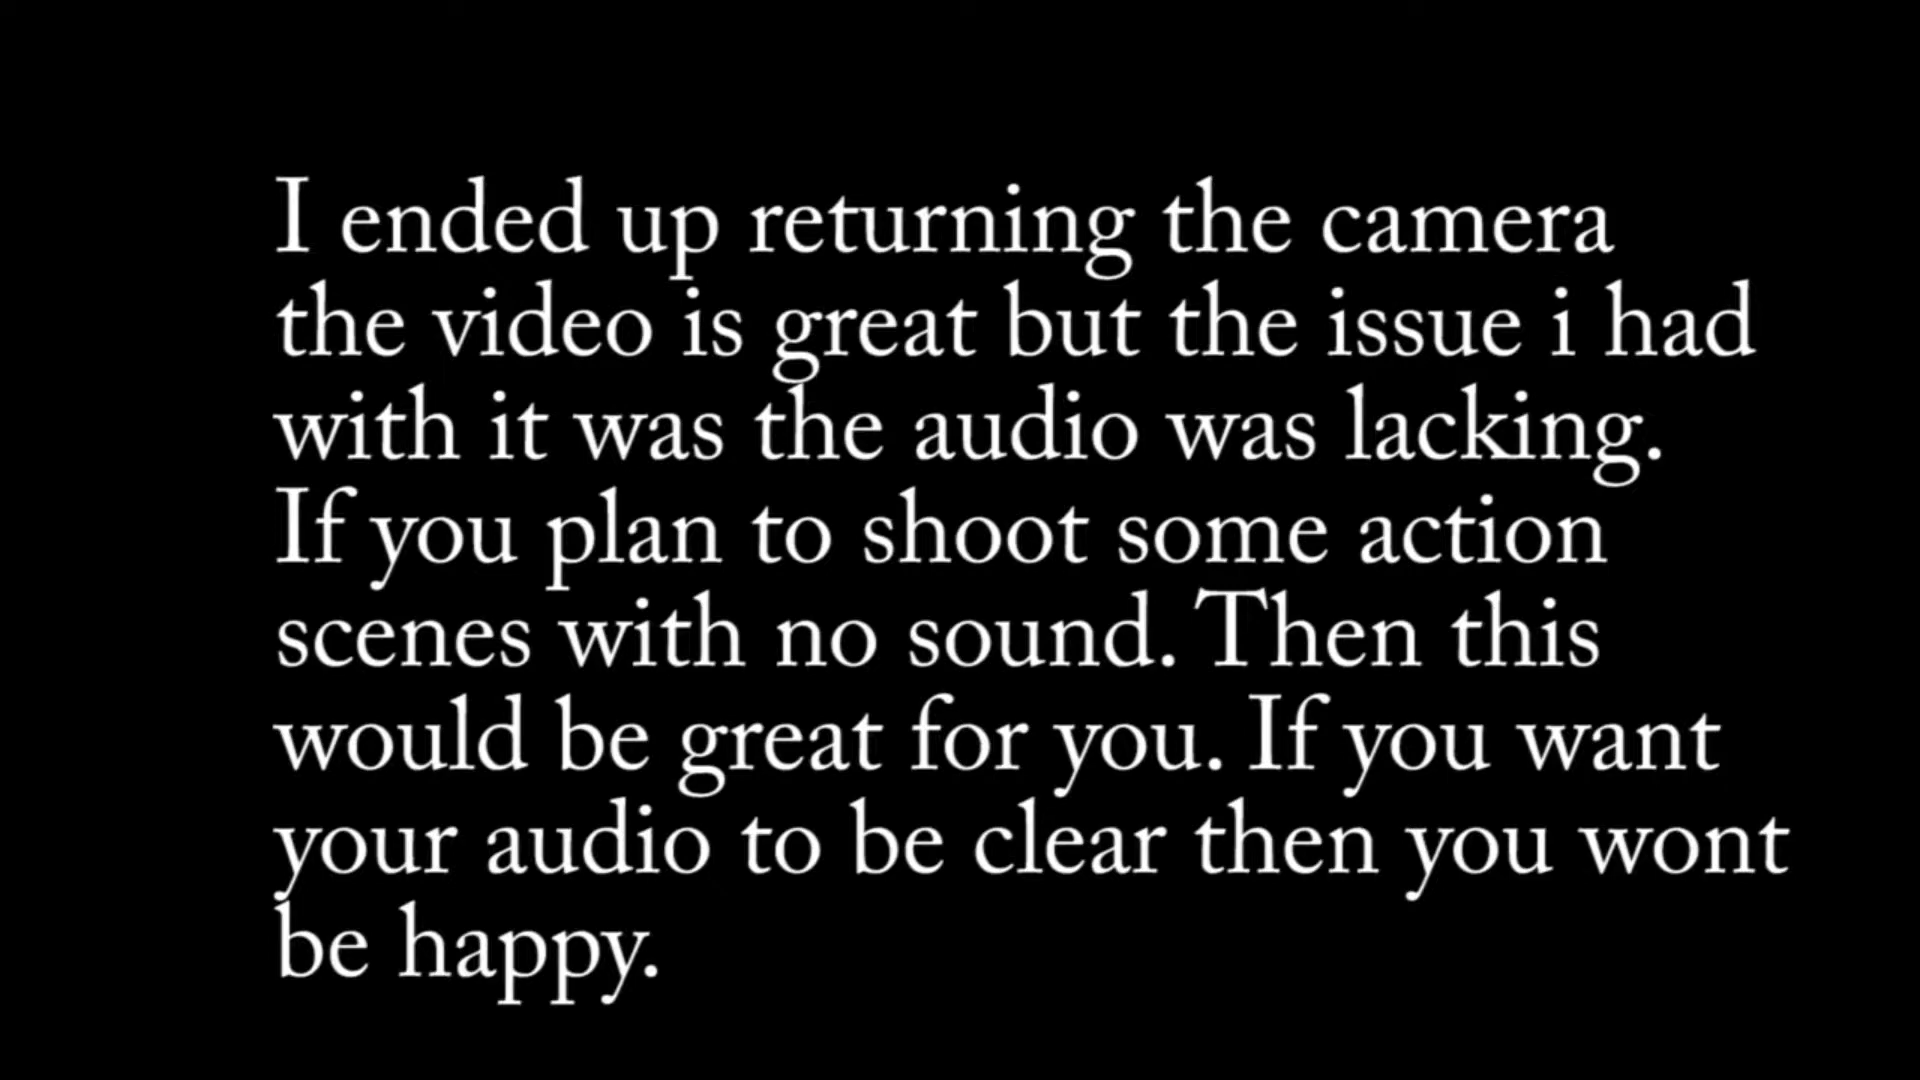 I ended up returning the camera
the video is great but the issue i had
with it was the audio was lacking.
If you plan to shoot some action
scenes with no sound. Then this
would be great for you. If you want
your audio to be clear then you wont
be happy.